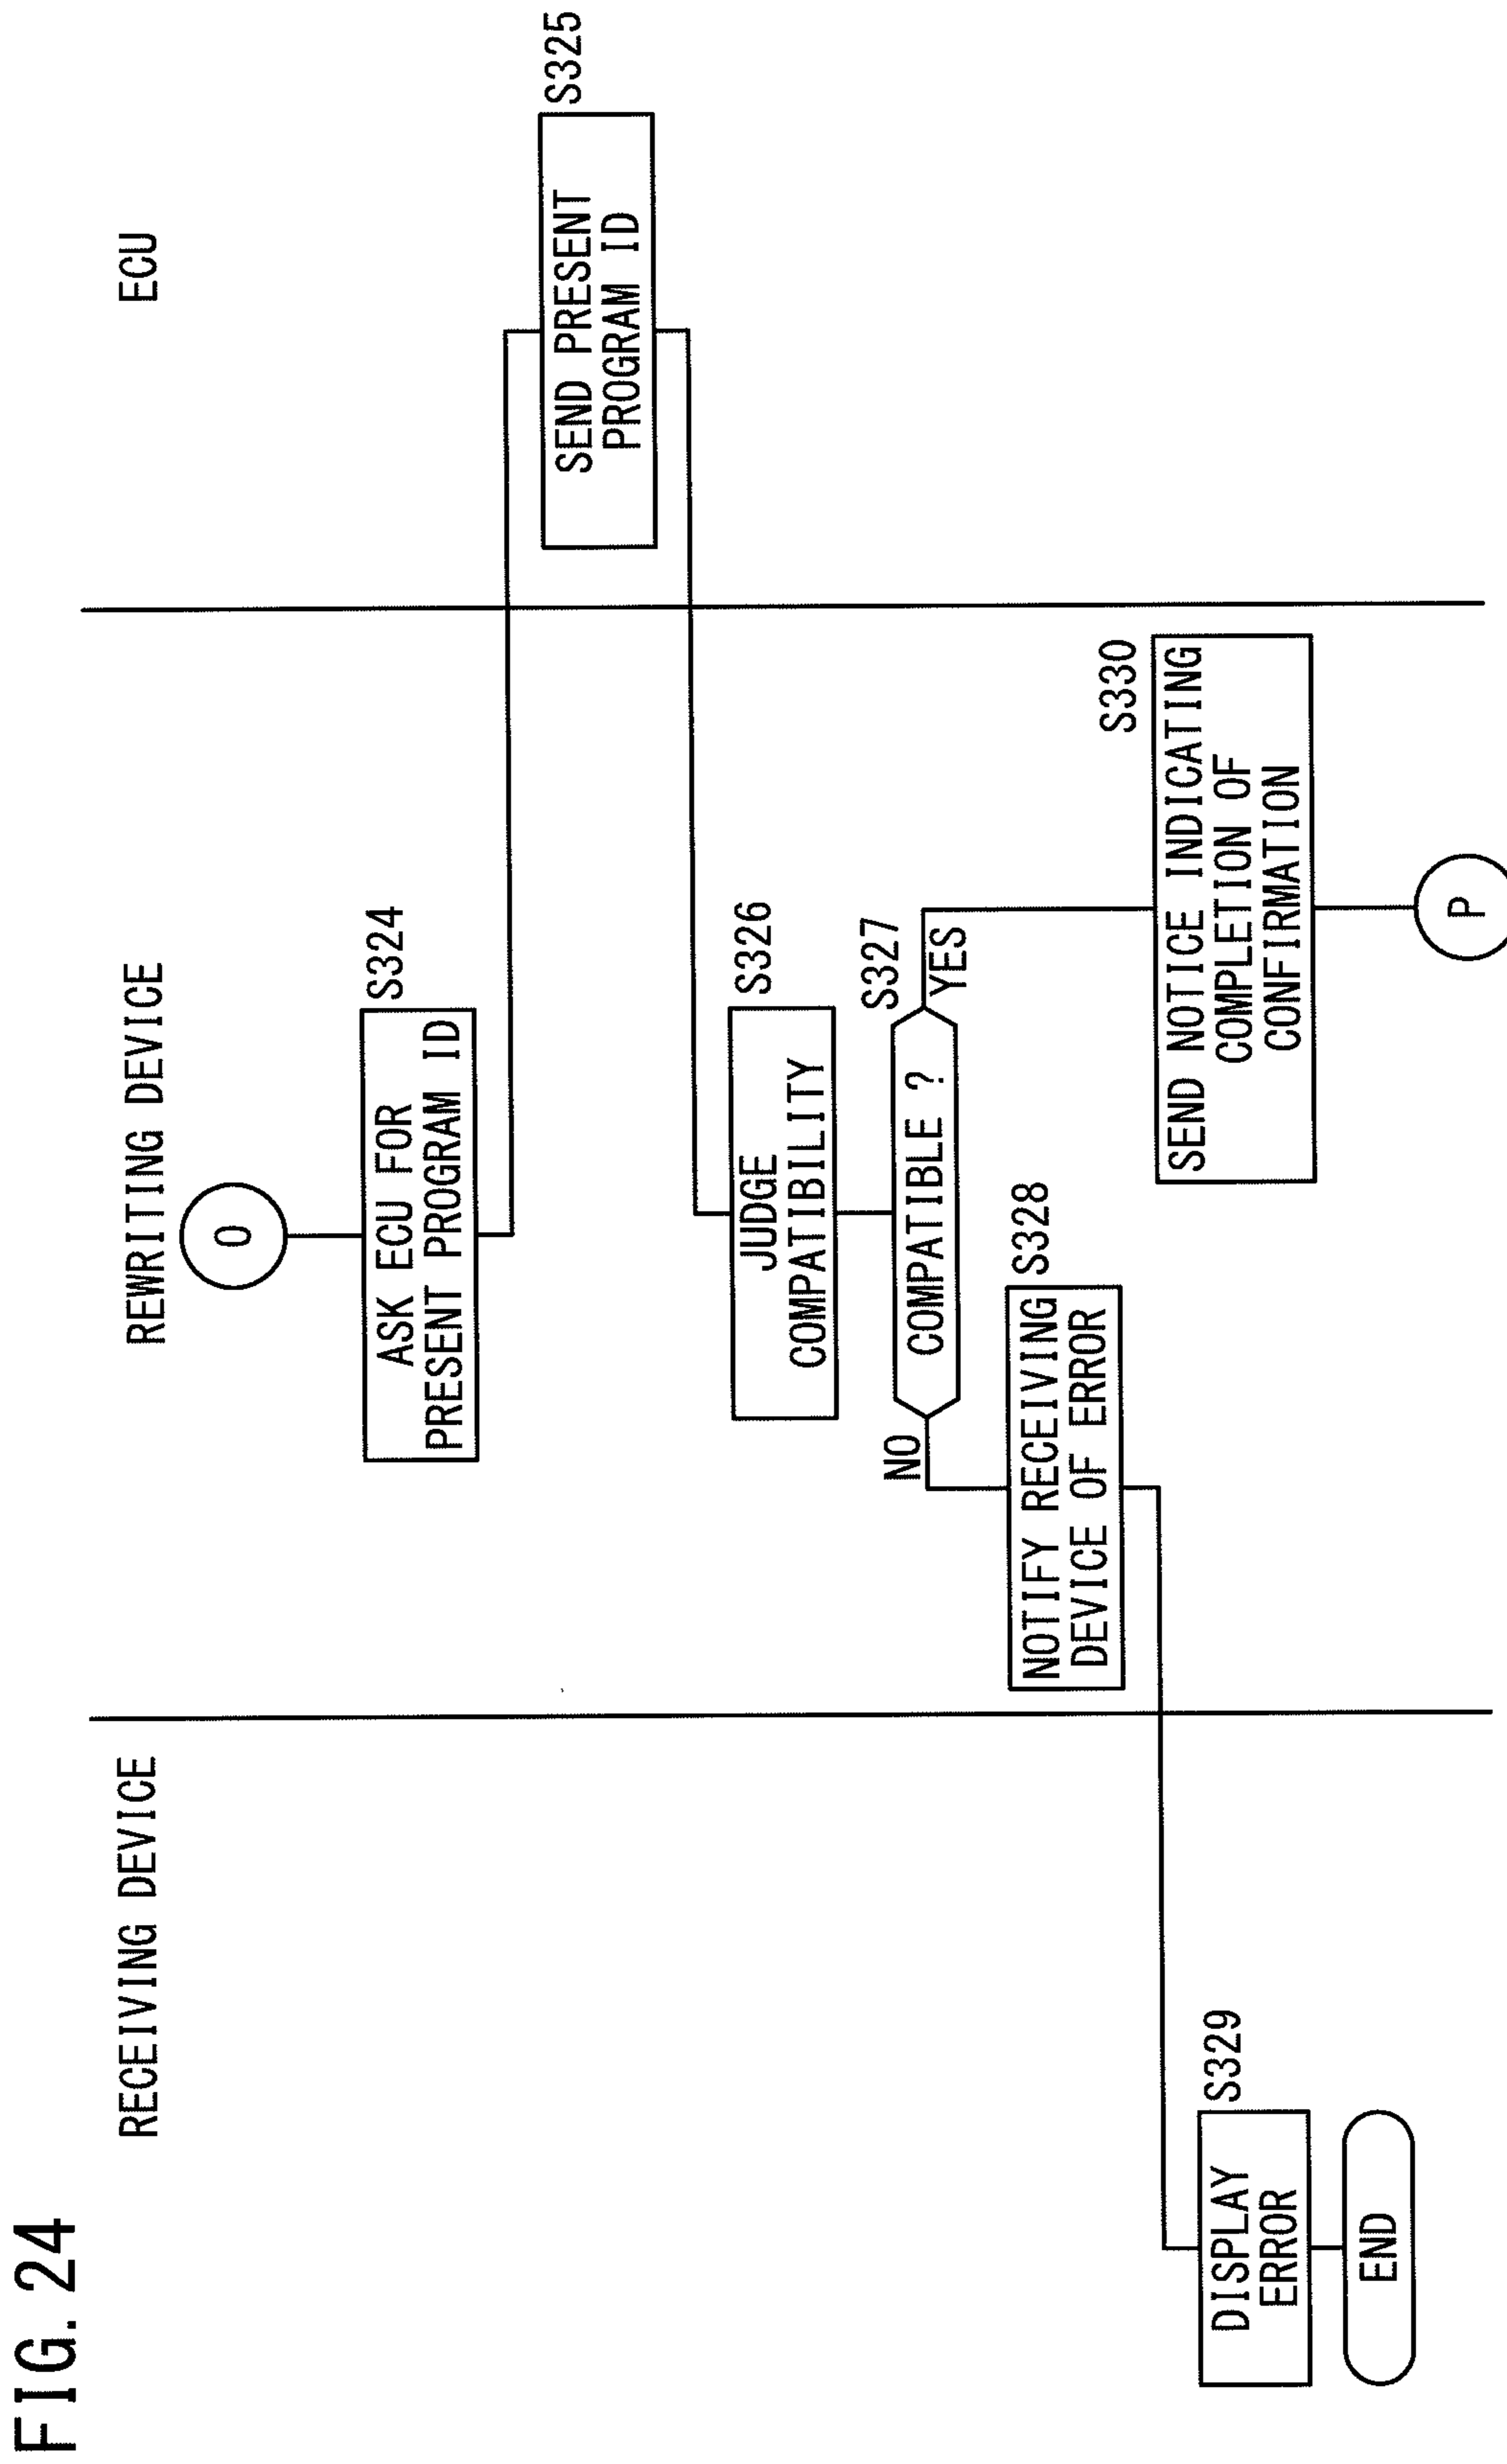 FIG. 24
RECEIVING DEVICE
REWRITING DEVICE
ECU
O
ASK ECU FOR
PRESENT PROGRAM ID
S324
SEND PRESENT
PROGRAM ID
S325
JUDGE
COMPATIBILITY
S326
COMPATIBLE ?
S327
NO
YES
NOTIFY RECEIVING
DEVICE OF ERROR
S328
SEND NOTICE INDICATING
COMPLETION OF
CONFIRMATION
S330
DISPLAY
ERROR
S329
END
P